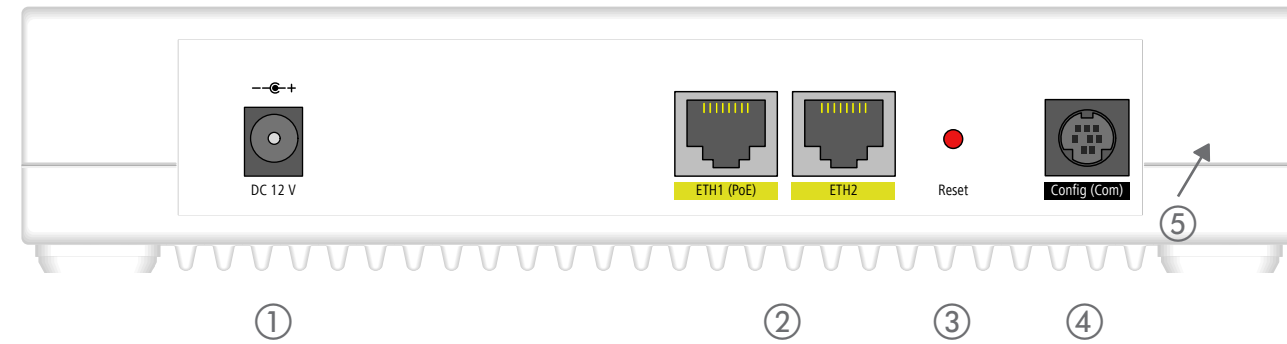 DC 12 V
ETH1 (PoE)
ETH2
Reset
Config (Com)
⑤
①
②
③
④